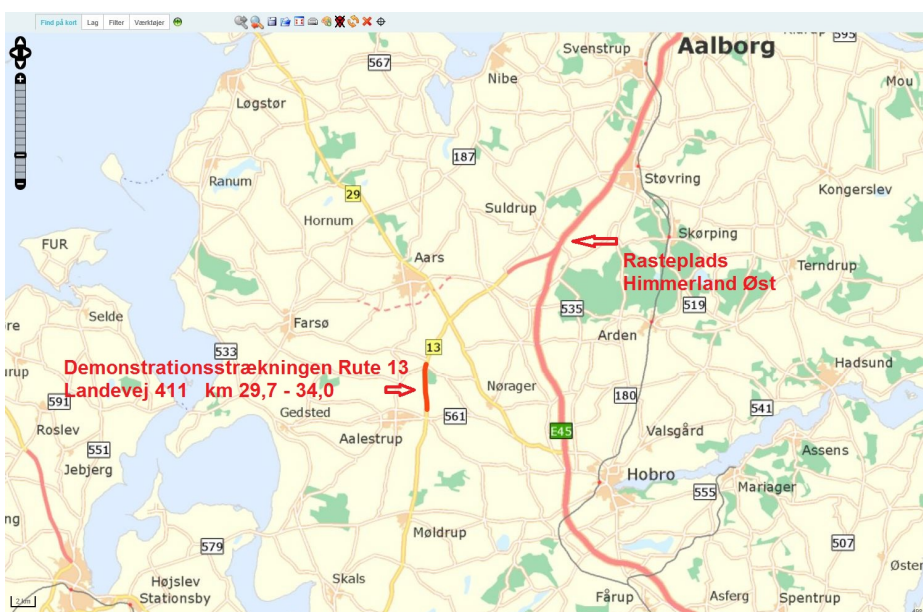 Find på kort Lag Filter Værktøjer
Aalborg
595
Svenstrup
567
Nibe
Mou
Løgstør
187
Støvring
Ranum
29
Kongerslev
Suldrup
Hornum
Skørping
FUR
Aars
Rasteplads
Himmerland Øst
Terndrup
519
535
Selde
Farsø
Arden
13
533
Hadsund
Demonstrationsstrækningen Rute 13
Landevej 411 km 29,7 - 34,0
Nørager
180
591
Gedsted
561
541
Roslev
Aalestrup
E45
Valsgård
551
Assens
Jebjerg
Hobro
Mariager
555
Møldrup
579
507
Højslev
Stationsby
Skals
Fårup
Asferg
Spentrup
2 km